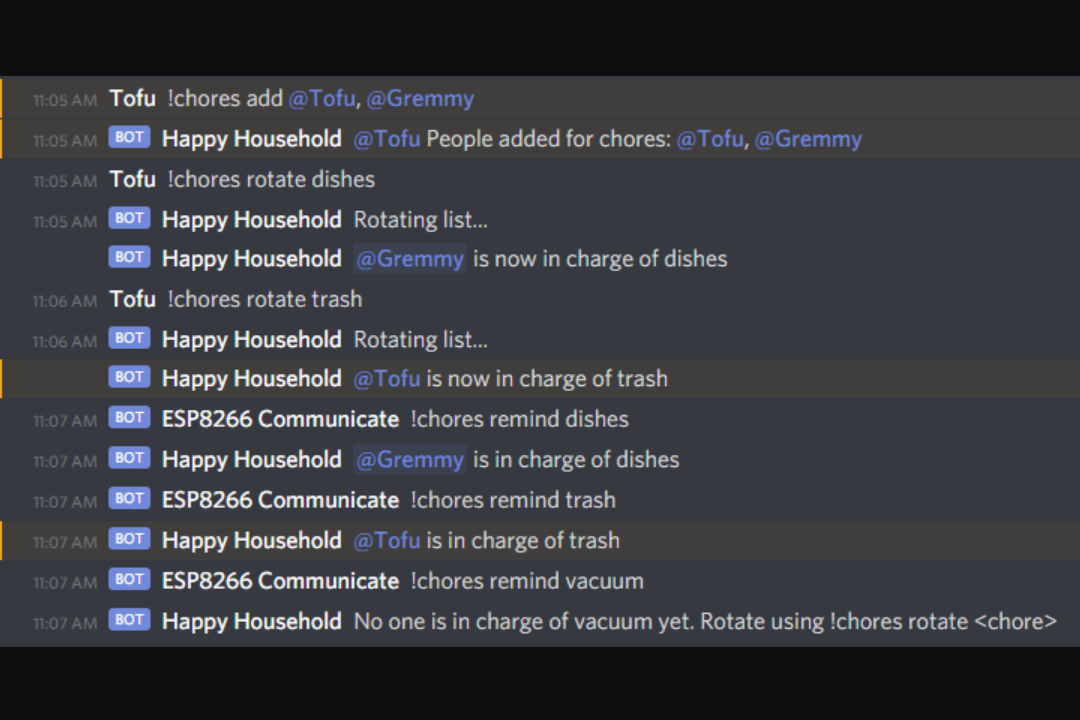 11:05 AM Tofu !chores add @Tofu, @Gremmy
11:05 AM BOT Happy Household @Tofu People added for chores: @Tofu, @Gremmy
11:05 AM Tofu !chores rotate dishes
11:05 AM BOT Happy Household Rotating list...
BOT Happy Household @Gremmy is now in charge of dishes
11:06 AM Tofu !chores rotate trash
11:06 AM BOT Happy Household Rotating list...
BOT Happy Household @Tofu is now in charge of trash
11:07 AM BOT ESP8266 Communicate !chores remind dishes
11:07 AM BOT Happy Household @Gremmy is in charge of dishes
11:07 AM BOT ESP8266 Communicate !chores remind trash
11:07 AM BOT Happy Household @Tofu is in charge of trash
11:07 AM BOT ESP8266 Communicate !chores remind vacuum
11:07 AM BOT Happy Household No one is in charge of vacuum yet. Rotate using !chores rotate <chore>